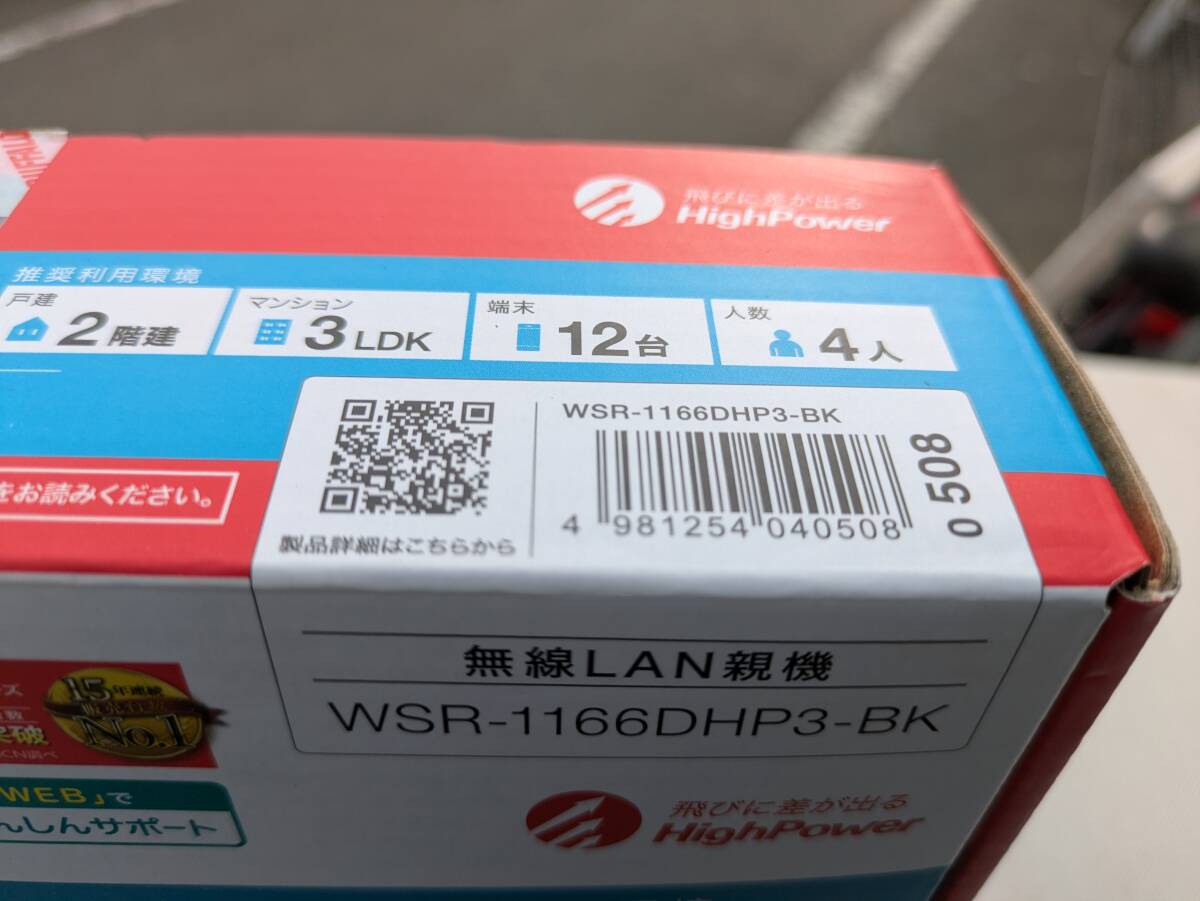 飛びに差が出る
HighPower
推奨利用環境
戸建
2階建
マンション
3LDK
端末
12台
人数
4人
WSR-1166DHP3-BK
4 981254 040508
0 508
をお読みください。
製品詳細はこちらから
無線LAN親機
WSR-1166DHP3-BK
15年連続
No.1
突破
WEB」で
んしんサポート
飛びに差が出る
HighPower